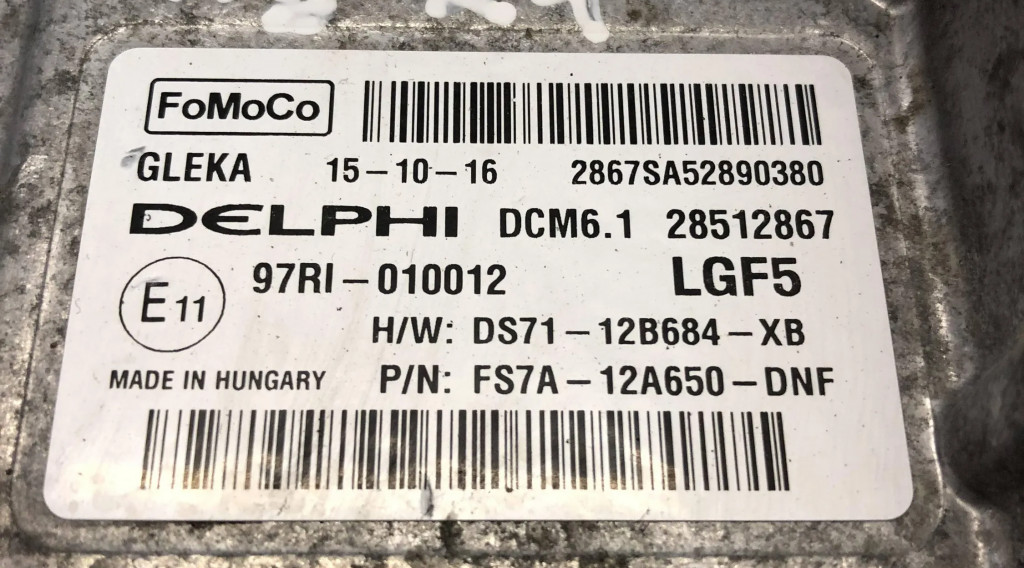 FoMoCo
GLEKA 15-10-16 2867SA52890380
DELPHI DCM6.1 28512867
97RI-010012 LGF5
E11
H/W: DS71-12B684-XB
MADE IN HUNGARY P/N: FS7A-12A650-DNF